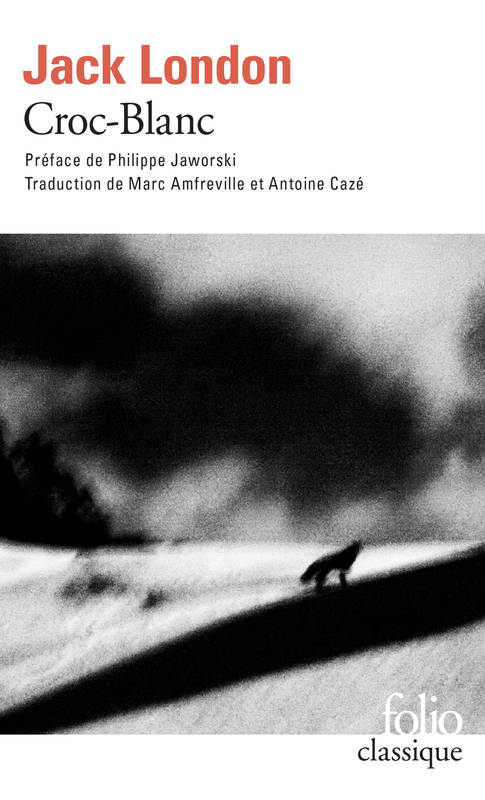 Jack London
Croc-Blanc
Préface de Philippe Jaworski
Traduction de Marc Amfreville et Antoine Cazé
folio
classique